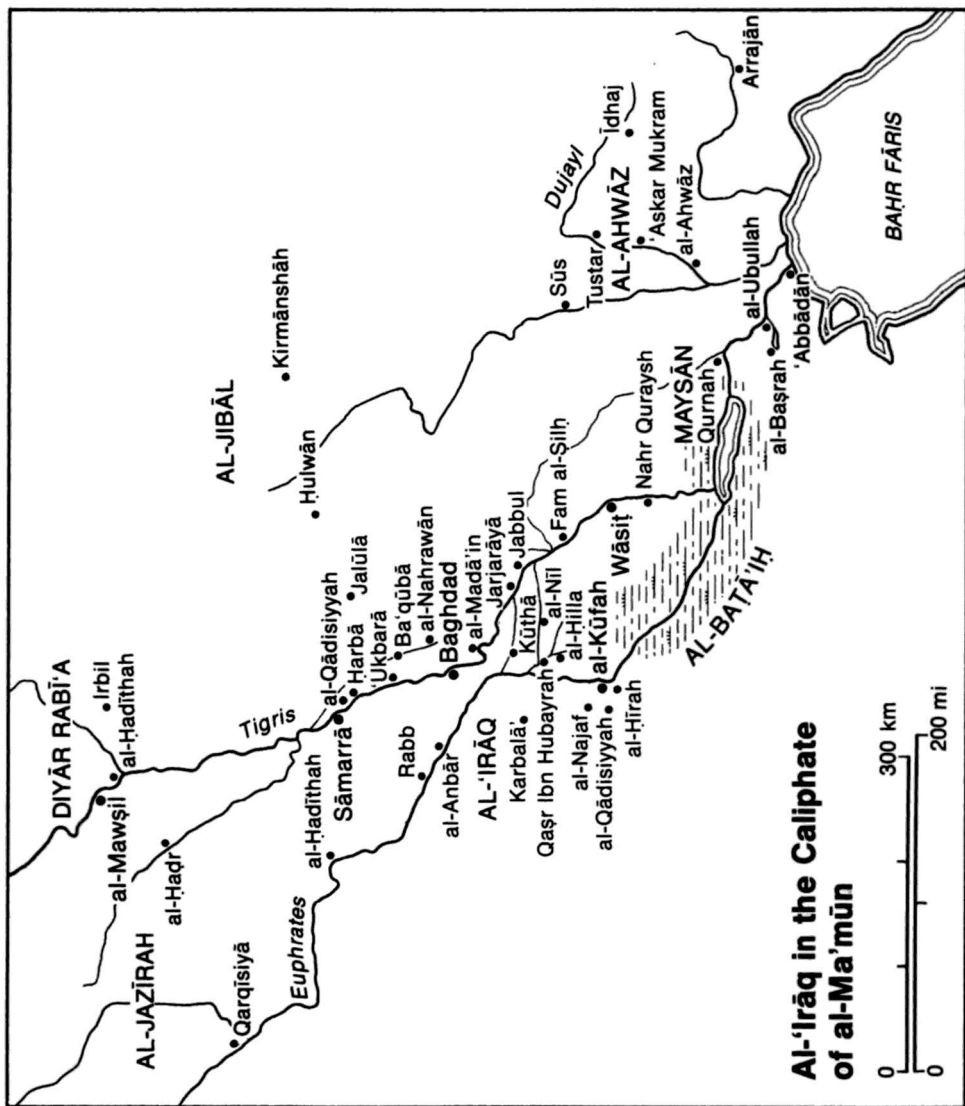 DIYĀR RABĪ‘A
al-Mawṣil
Irbil
al-Ḥadīthah
al-Ḥaḍr
AL-JAZĪRAH
Qarqīsiyā
Tigris
Euphrates
al-Ḥadīthah
Sāmarrā
al-Qādisiyyah
Ḥarbā
‘Ukbarā
Jalūlā
Ba‘qūbā
al-Nahrawān
Baghdad
al-Madā’in
Jarjarāyā
Jabbul
Rabb
al-Anbār
AL-‘IRĀQ
Karbalā’
Kūthā
al-Nīl
Qaṣr Ibn Hubayrah
al-Ḥilla
al-Najaf
al-Kūfah
al-Qādisiyyah
al-Ḥīrah
Fam al-Ṣilḥ
Wāsiṭ
Nahr Quraysh
AL-JIBĀL
Kirmānshāh
Ḥulwān
Sūs
Tustar
Dujayl
Īdhaj
AL-AHWĀZ
‘Askar Mukram
al-Ahwāz
Arrajān
MAYSĀN
Qurnah
al-Ubullah
al-Baṣrah
‘Abbādān
AL-BAṬĀ’IḤ
BAḤR FĀRIS
Al-‘Irāq in the Caliphate
of al-Ma’mūn
0 300 km
0 200 mi